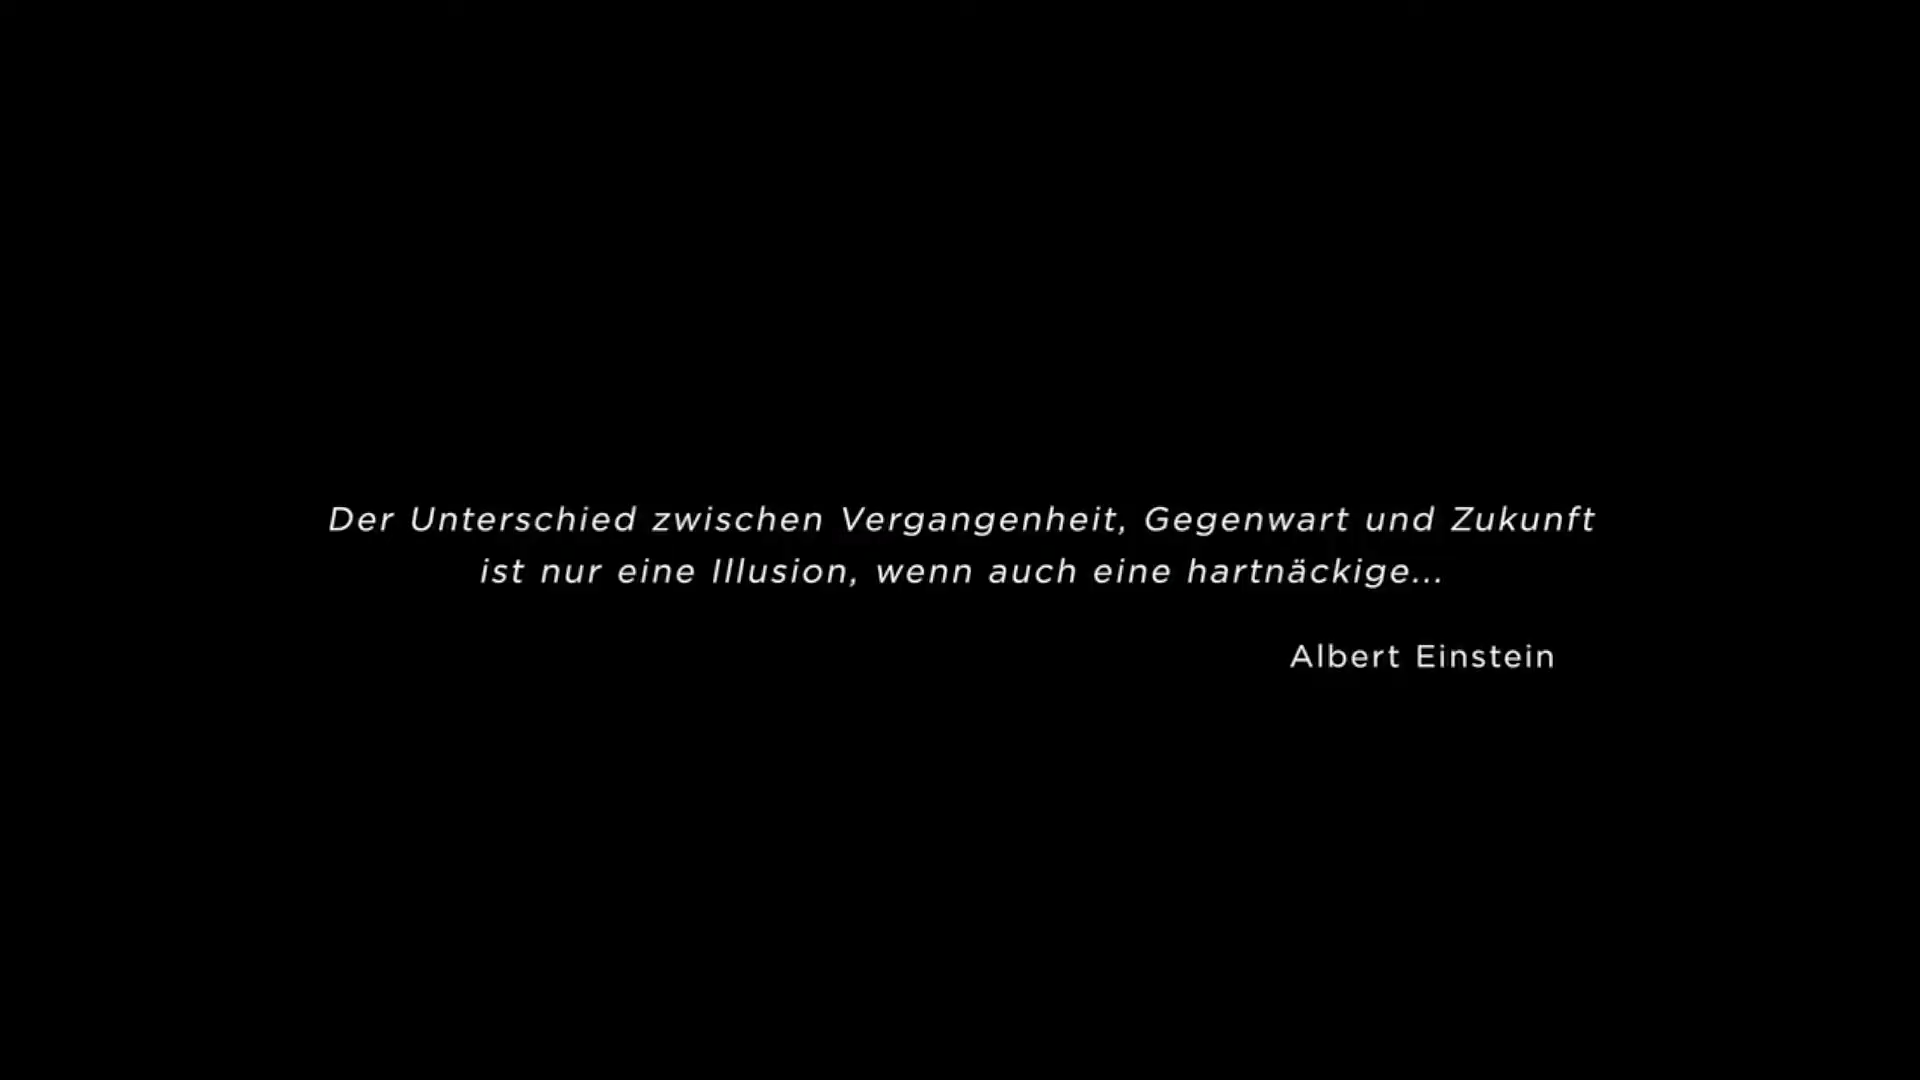 Der Unterschied zwischen Vergangenheit, Gegenwart und Zukunft
ist nur eine Illusion, wenn auch eine hartnäckige...
Albert Einstein